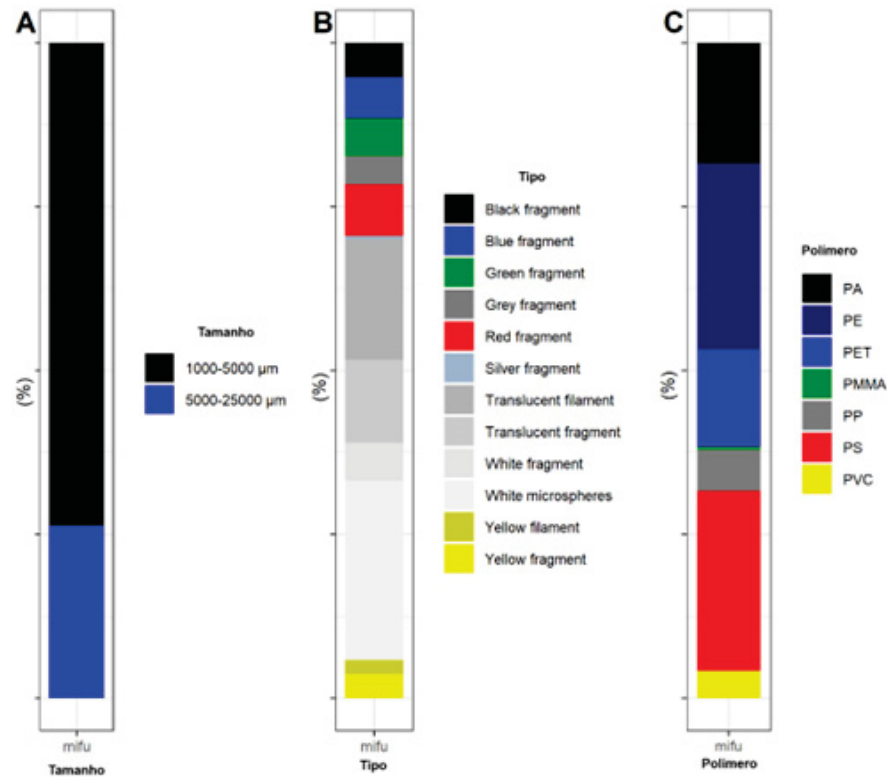 A
(%)
mifu
Tamanho
Tamanho
1000-5000 µm
5000-25000 µm
B
(%)
mifu
Tipo
Tipo
Black fragment
Blue fragment
Green fragment
Grey fragment
Red fragment
Silver fragment
Translucent filament
Translucent fragment
White fragment
White microspheres
Yellow filament
Yellow fragment
C
(%)
mifu
Polimero
Polimero
PA
PE
PET
PMMA
PP
PS
PVC